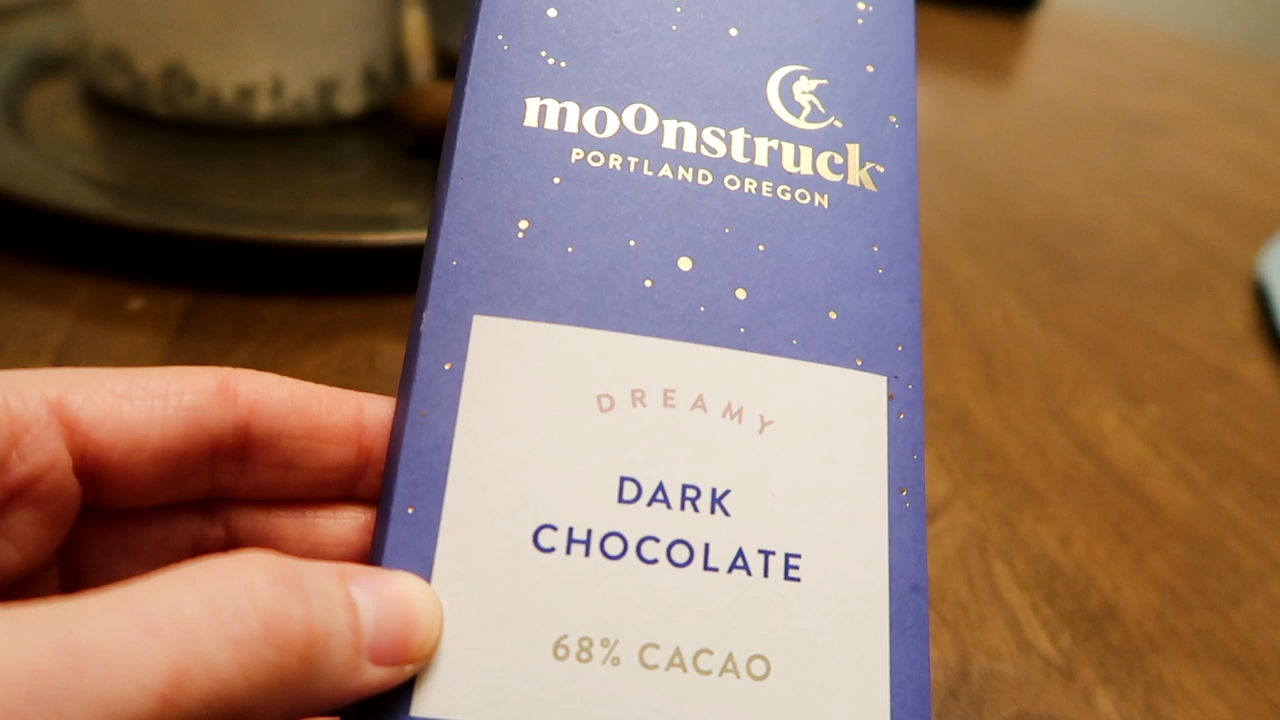 moonstruck
PORTLAND OREGON
DREAMY
DARK
CHOCOLATE
68% CACAO